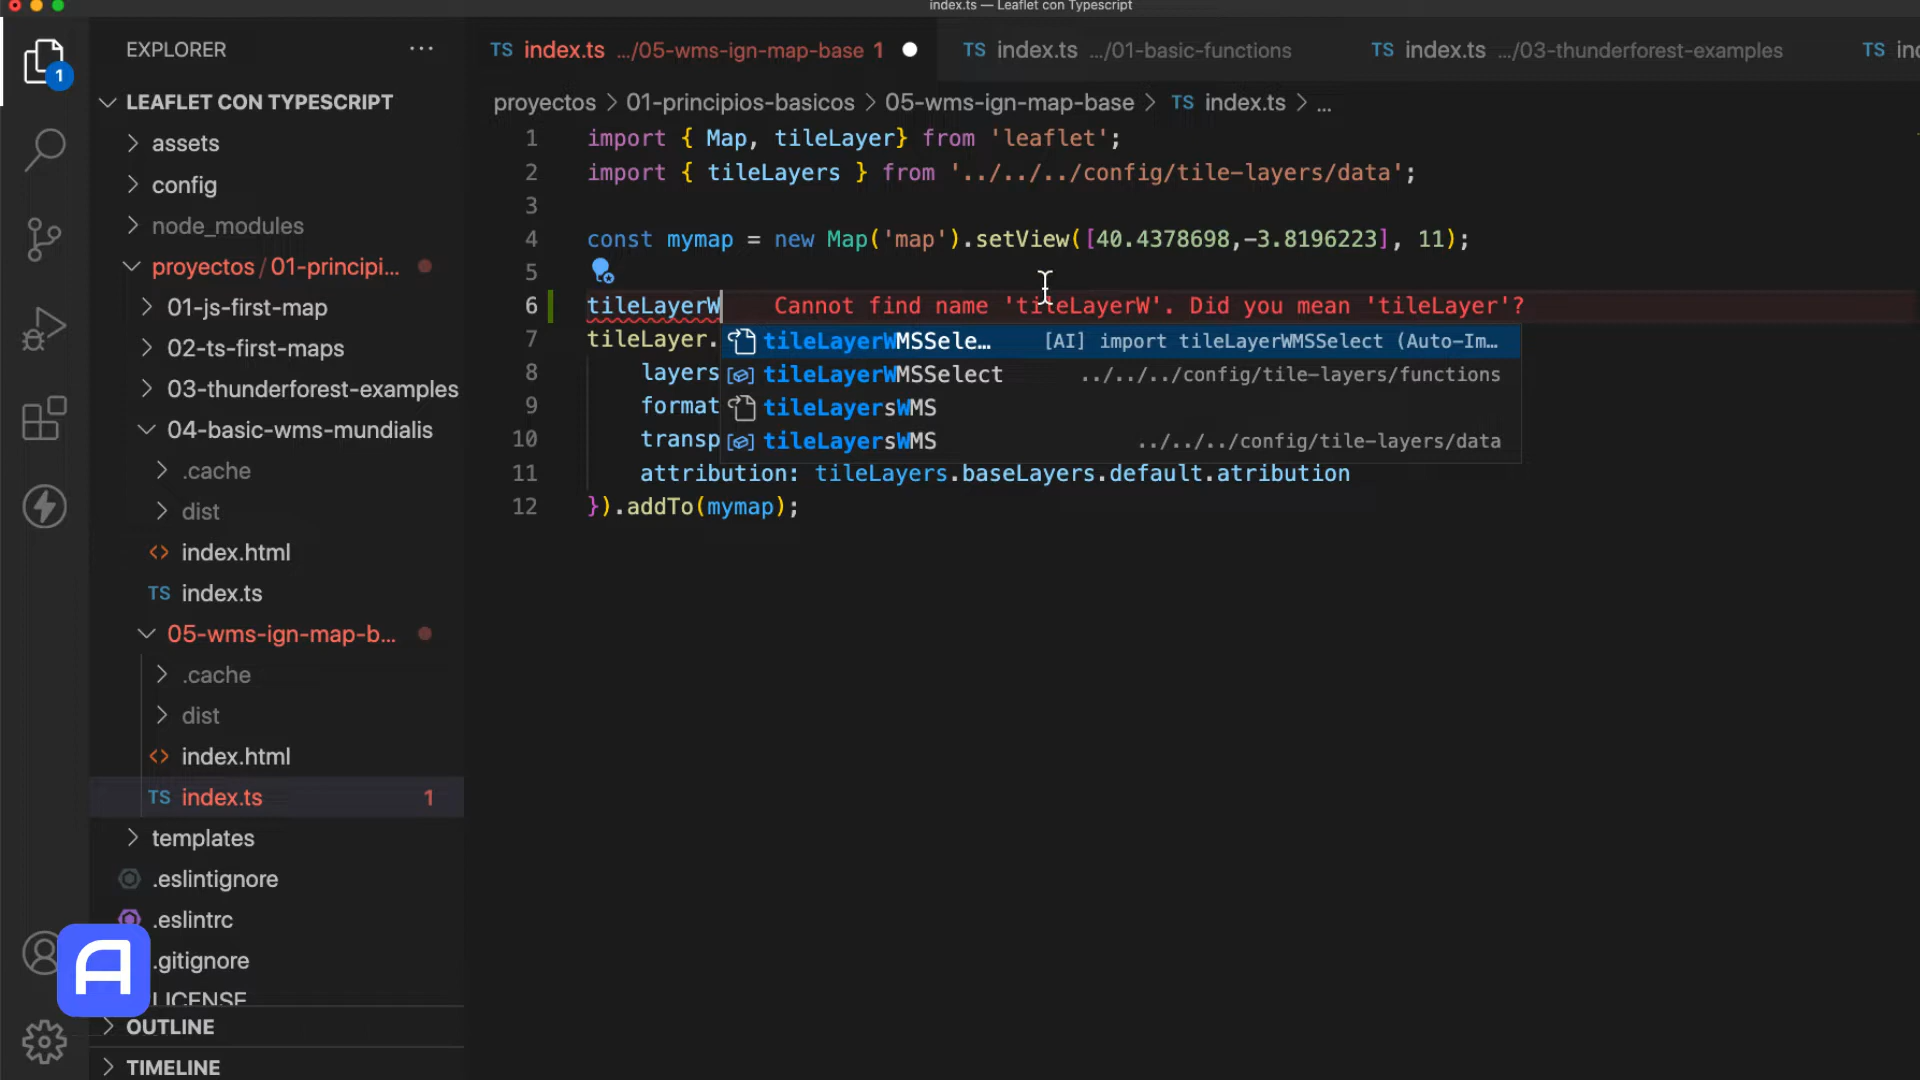 index.ts — Leaflet con Typescript
EXPLORER
1
LEAFLET CON TYPESCRIPT
assets
config
node_modules
proyectos / 01-principi...
01-js-first-map
02-ts-first-maps
03-thunderforest-examples
04-basic-wms-mundialis
.cache
dist
index.html
TS index.ts
05-wms-ign-map-b...
.cache
dist
index.html
TS index.ts 1
templates
.eslintignore
.eslintrc
.gitignore
LICENSE
OUTLINE
TIMELINE
TS index.ts .../05-wms-ign-map-base 1
TS index.ts .../01-basic-functions
TS index.ts .../03-thunderforest-examples
TS
proyectos > 01-principios-basicos > 05-wms-ign-map-base > TS index.ts > ...
1 import { Map, tileLayer} from 'leaflet';
2 import { tileLayers } from '../../../config/tile-layers/data';
3
4 const mymap = new Map('map').setView([40.4378698,-3.8196223], 11);
5
6 tileLayerW Cannot find name 'tileLayerW'. Did you mean 'tileLayer'?
7 tileLayer.
tileLayerWMSSele... [AI] import tileLayerWMSSelect (Auto-Im...
8 layers
tileLayerWMSSelect ../../../config/tile-layers/functions
9 format
tileLayersWMS
10 transp
tileLayersWMS ../../../config/tile-layers/data
11 attribution: tileLayers.baseLayers.default.atribution
12 }).addTo(mymap);